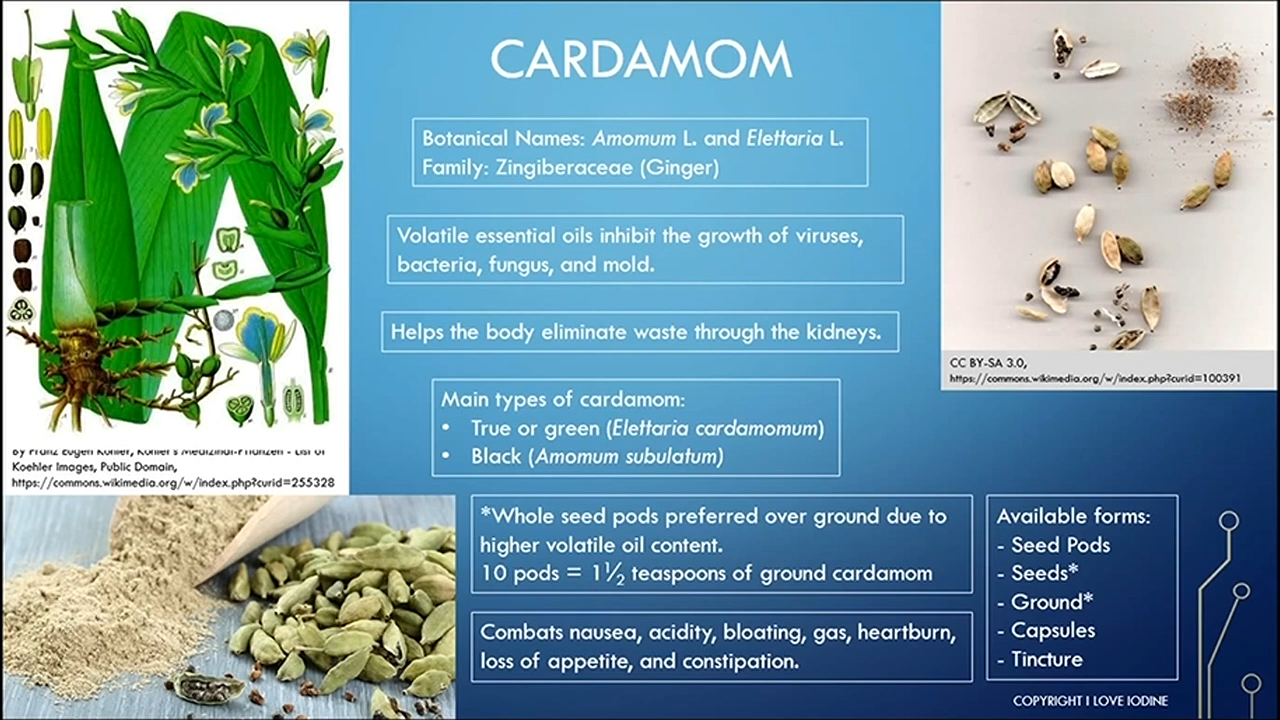 CARDAMOM
Botanical Names: Amomum L. and Elettaria L.
Family: Zingiberaceae (Ginger)
Volatile essential oils inhibit the growth of viruses,
bacteria, fungus, and mold.
Helps the body eliminate waste through the kidneys.
Main types of cardamom:
• True or green (Elettaria cardamomum)
• Black (Amomum subulatum)
*Whole seed pods preferred over ground due to
higher volatile oil content.
10 pods = 1½ teaspoons of ground cardamom
Combats nausea, acidity, bloating, gas, heartburn,
loss of appetite, and constipation.
Available forms:
- Seed Pods
- Seeds*
- Ground*
- Capsules
- Tincture
CC BY-SA 3.0,
https://commons.wikimedia.org/w/index.php?curid=100391
By Franz Eugen Köhler, Köhler's Medizinal-Pflanzen - List of
Koehler Images, Public Domain,
https://commons.wikimedia.org/w/index.php?curid=255328
COPYRIGHT I LOVE IODINE